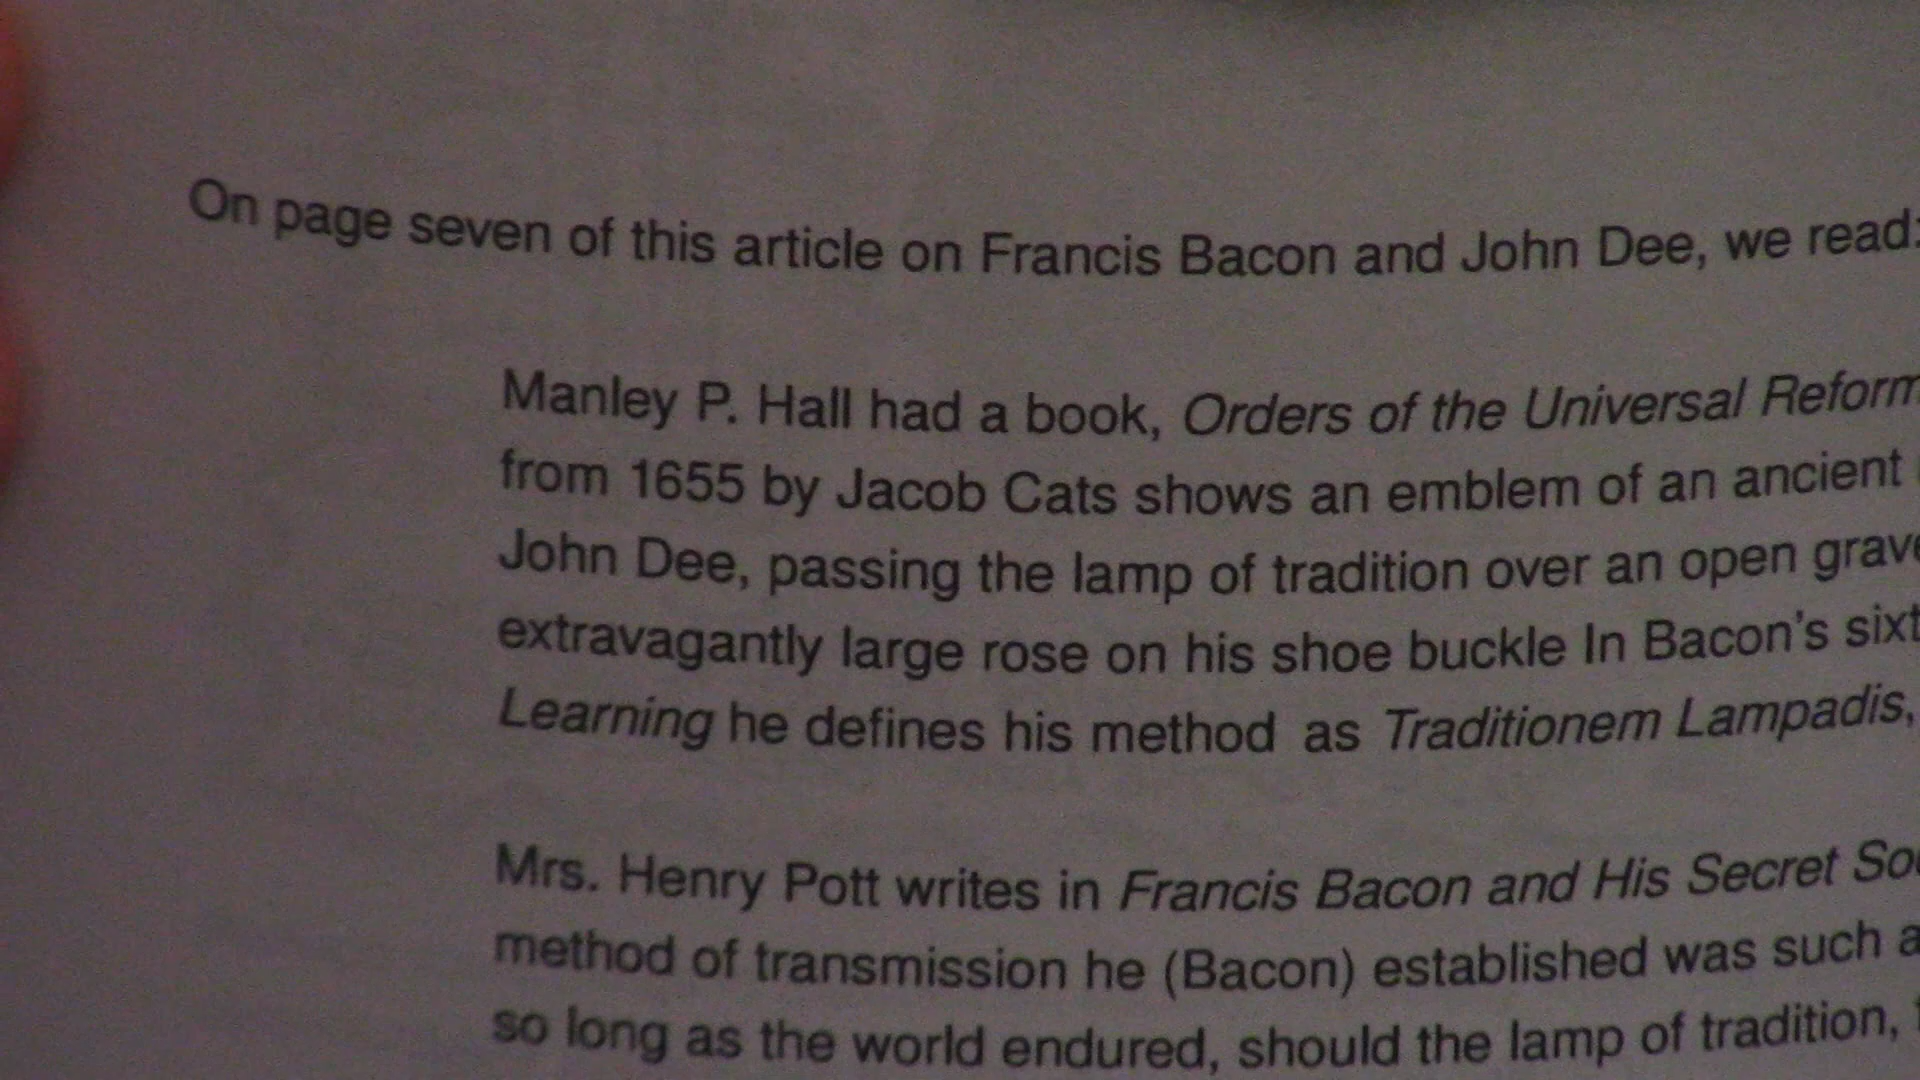 On page seven of this article on Francis Bacon and John Dee, we read:
Manley P. Hall had a book, Orders of the Universal Reform
from 1655 by Jacob Cats shows an emblem of an ancient
John Dee, passing the lamp of tradition over an open grave
extravagantly large rose on his shoe buckle In Bacon's sixt
Learning he defines his method as Traditionem Lampadis,
Mrs. Henry Pott writes in Francis Bacon and His Secret So
method of transmission he (Bacon) established was such a
so long as the world endured, should the lamp of tradition,